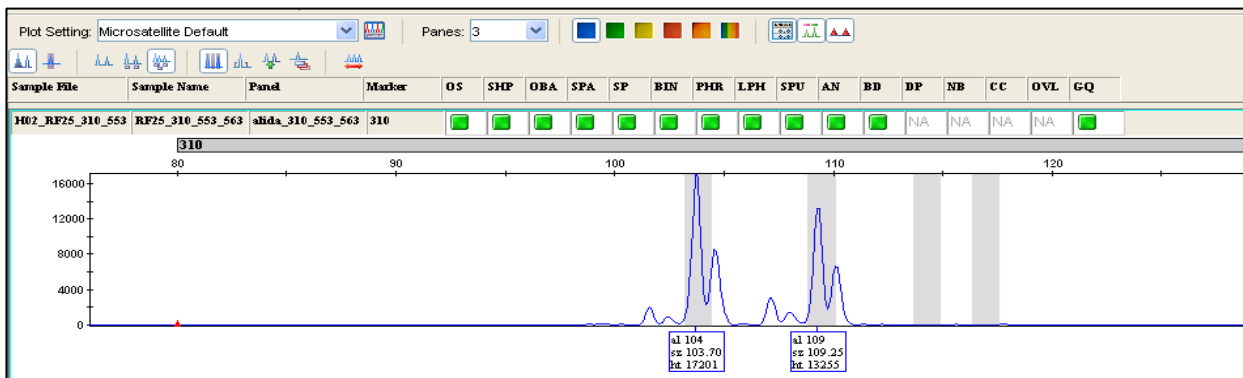 Plot Setting: Microsatellite Default Panes: 3
Sample File Sample Name Panel Marker OS SHP OBA SPA SP BIN PHR LPH SPU AN BD DP NB CC OVL GQ
H02_RF25_310_553 RF25_310_553_563 alida_310_553_563 310 NA NA NA NA
310
80 90 100 110 120
16000
12000
8000
4000
0
al 104 al 109
sz 103.70 sz 109.25
ht 17201 ht 13255